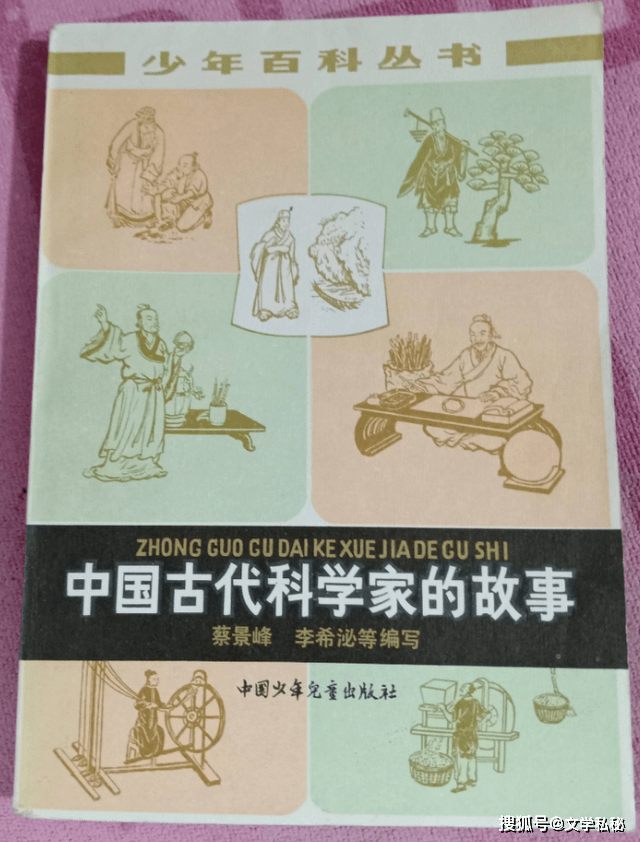 少年百科丛书
ZHONG GUO GU DAI KE XUE JIA DE GU SHI
中国古代科学家的故事
蔡景峰 李希泌等编写
中国少年儿童出版社
搜狐号@文学私秘